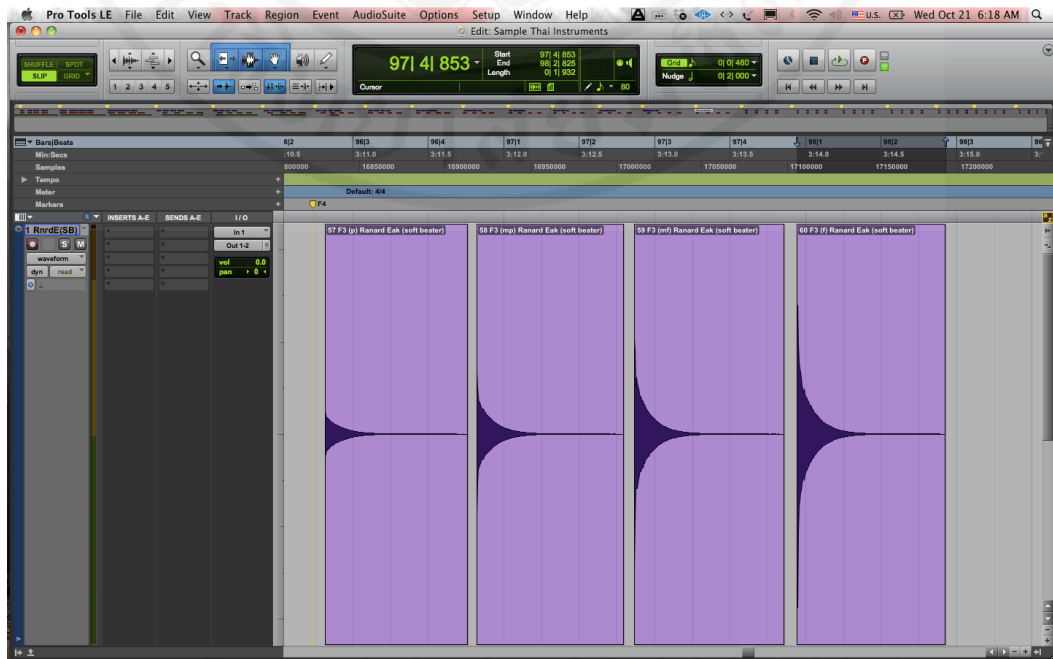 Pro Tools LE File Edit View Track Region Event AudioSuite Options Setup Window Help U.S. Wed Oct 21 6:18 AM
Edit: Sample Thai Instruments
SHUFFLE SPOT
SLIP GRID
1 2 3 4 5
97| 4| 853
Start 97| 4| 853
End 98| 2| 825
Length 0| 1| 932
Cursor
80
Grid 0| 0| 480
Nudge 0| 2| 000
Bars|Beats 6|2 96|3 96|4 97|1 97|2 97|3 97|4 98|1 98|2 98|3 98
Min:Secs :10.5 3:11.0 3:11.5 3:12.0 3:12.5 3:13.0 3:13.5 3:14.0 3:14.5 3:15.0 3:
Samples 800000 16850000 16900000 16950000 17000000 17050000 17100000 17150000 17200000
Tempo
Meter Default: 4/4
Markers F4
INSERTS A-E SENDS A-E I / O
1 RnrdE(SB) In 1
S M Out 1-2
waveform vol 0.0
dyn read pan 0
57 F3 (p) Ranard Eak (soft beater) 58 F3 (mp) Ranard Eak (soft beater) 59 F3 (mf) Ranard Eak (soft beater) 60 F3 (f) Ranard Eak (soft beater)